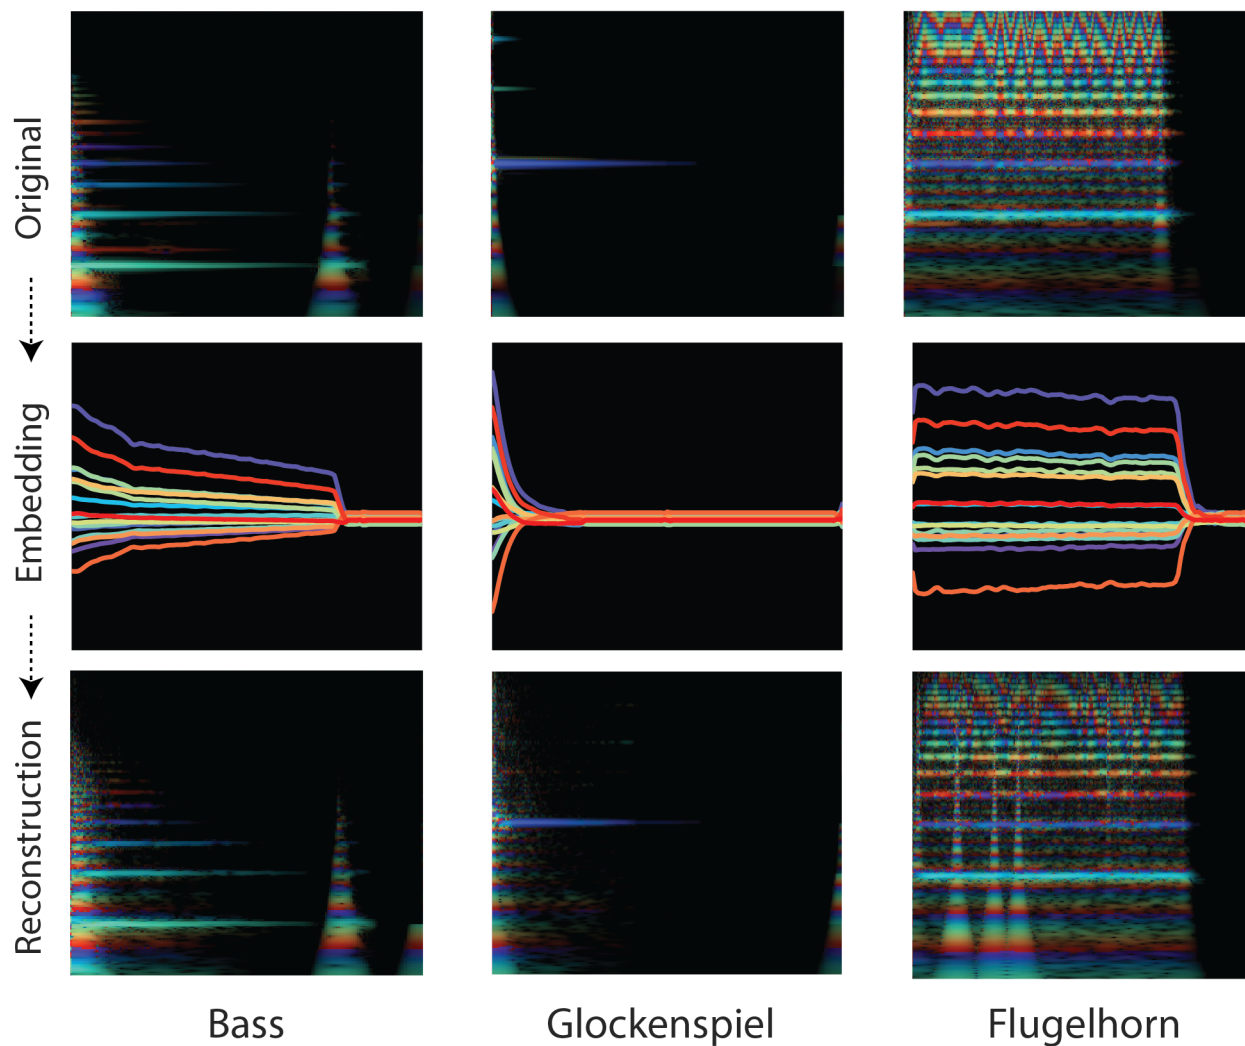 Original
Embedding
Reconstruction
Bass
Glockenspiel
Flugelhorn